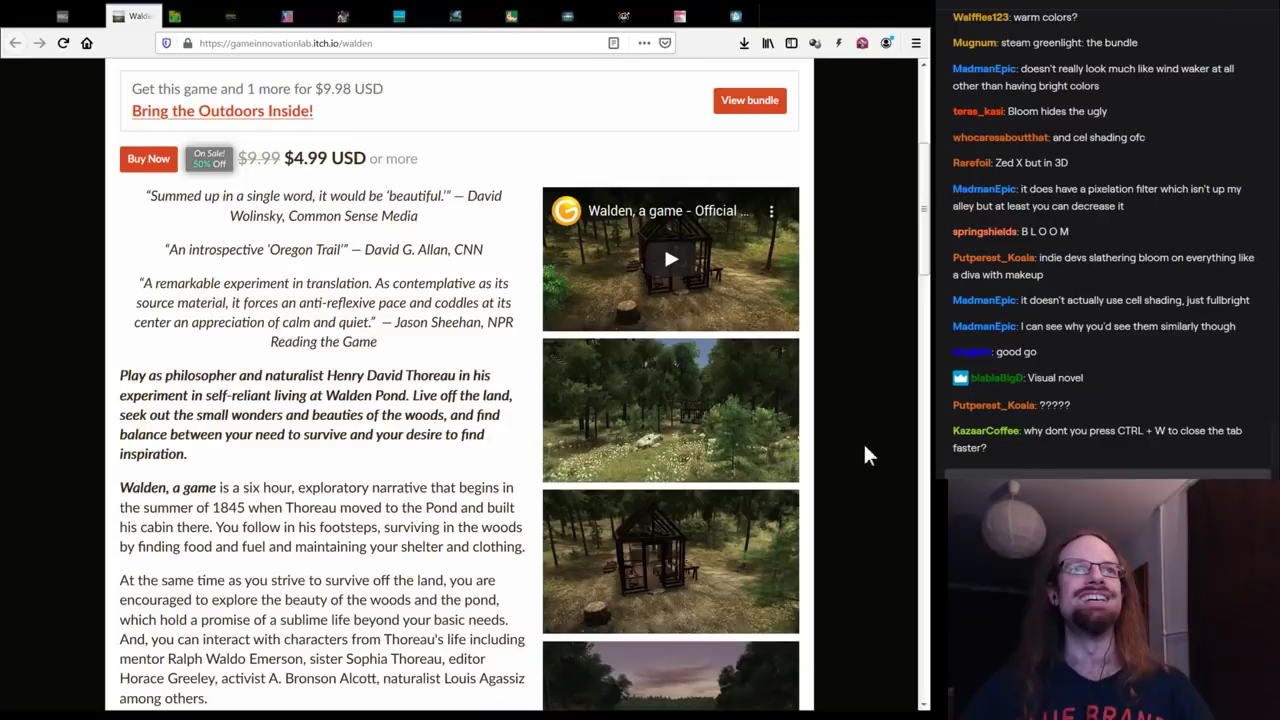 Walden
https://gameinnovationlab.itch.io/walden
Get this game and 1 more for $9.98 USD
Bring the Outdoors Inside!
View bundle
Buy Now
On Sale!
50% Off
$9.99 $4.99 USD or more
“Summed up in a single word, it would be ‘beautiful.’” — David
Wolinsky, Common Sense Media
“An introspective ‘Oregon Trail’” — David G. Allan, CNN
“A remarkable experiment in translation. As contemplative as its
source material, it forces an anti-reflexive pace and coddles at its
center an appreciation of calm and quiet.” — Jason Sheehan, NPR
Reading the Game
Play as philosopher and naturalist Henry David Thoreau in his
experiment in self-reliant living at Walden Pond. Live off the land,
seek out the small wonders and beauties of the woods, and find
balance between your need to survive and your desire to find
inspiration.
Walden, a game is a six hour, exploratory narrative that begins in
the summer of 1845 when Thoreau moved to the Pond and built
his cabin there. You follow in his footsteps, surviving in the woods
by finding food and fuel and maintaining your shelter and clothing.
At the same time as you strive to survive off the land, you are
encouraged to explore the beauty of the woods and the pond,
which hold a promise of a sublime life beyond your basic needs.
And, you can interact with characters from Thoreau's life including
mentor Ralph Waldo Emerson, sister Sophia Thoreau, editor
Horace Greeley, activist A. Bronson Alcott, naturalist Louis Agassiz
among others.
Walden, a game - Official ...
Walffles123: warm colors?
Mugnum: steam greenlight: the bundle
MadmanEpic: doesn't really look much like wind waker at all
other than having bright colors
teras_kasi: Bloom hides the ugly
whocaresaboutthat: and cel shading ofc
Rarefoil: Zed X but in 3D
MadmanEpic: it does have a pixelation filter which isn't up my
alley but at least you can decrease it
springshields: B L O O M
Putperest_Koala: indie devs slathering bloom on everything like
a diva with makeup
MadmanEpic: it doesn't actually use cell shading, just fullbright
MadmanEpic: I can see why you'd see them similarly though
: good go
blablaBigD: Visual novel
Putperest_Koala: ?????
KazaarCoffee: why dont you press CTRL + W to close the tab
faster?
BLUE BRAN